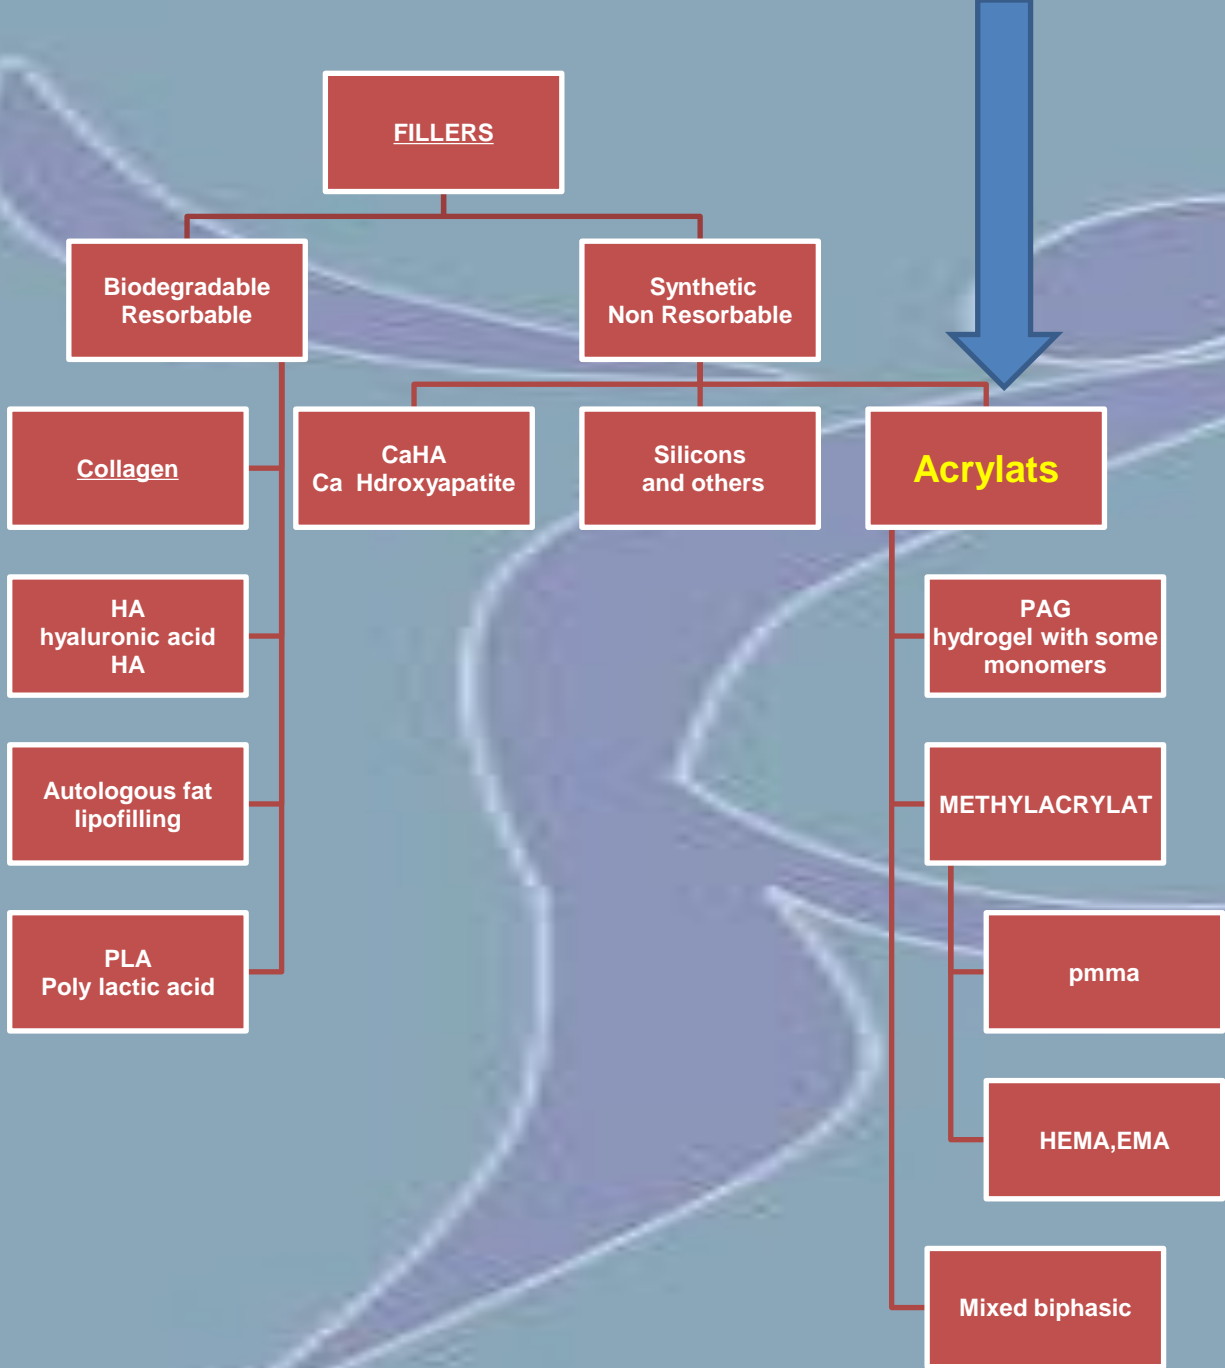 FILLERS
Biodegradable
Resorbable
Synthetic
Non Resorbable
Collagen
HA
hyaluronic acid
HA
Autologous fat
lipofilling
PLA
Poly lactic acid
CaHA
Ca Hdroxyapatite
Silicons
and others
Acrylats
PAG
hydrogel with some
monomers
METHYLACRYLAT
pmma
HEMA,EMA
Mixed biphasic